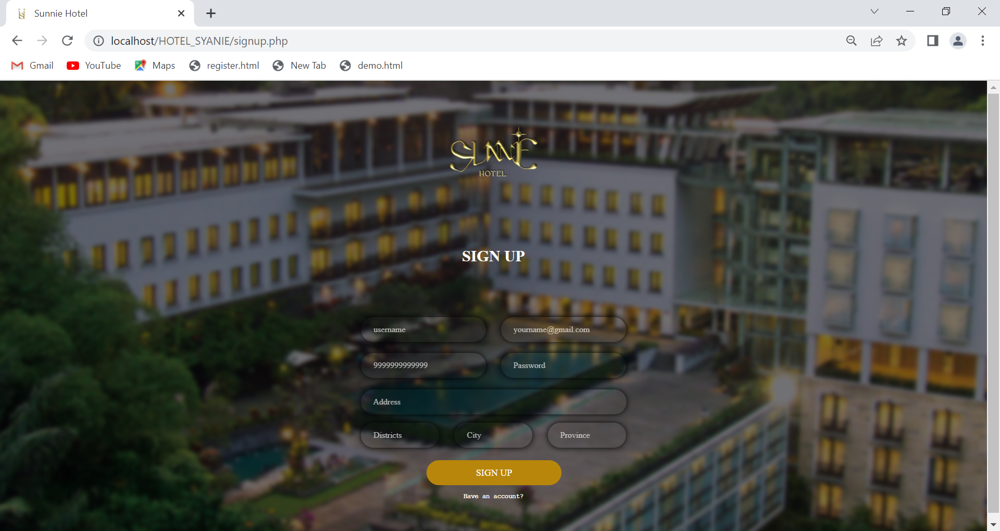 Sunnie Hotel
localhost/HOTEL_SYANIE/signup.php
Gmail YouTube Maps register.html New Tab demo.html
SUNNIE
HOTEL
SIGN UP
username yourname@gmail.com
9999999999999 Password
Address
Districts City Province
SIGN UP
Have an account?